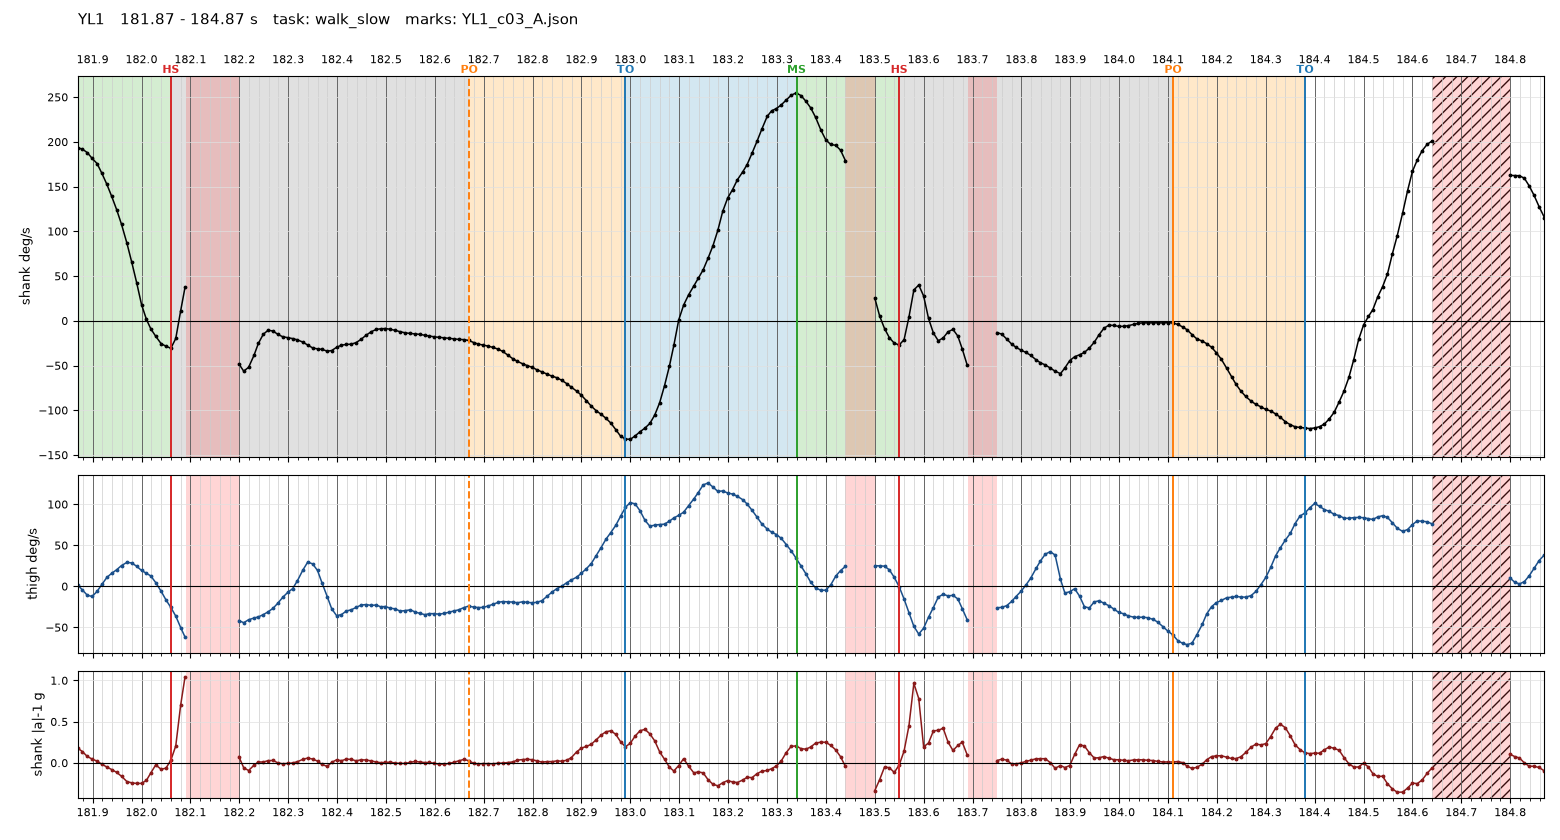 YL1   181.87 - 184.87 s   task: walk_slow   marks: YL1_c03_A.json
181.9 182.0 182.1 182.2 182.3 182.4 182.5 182.6 182.7 182.8 182.9 183.0 183.1 183.2 183.3 183.4 183.5 183.6 183.7 183.8 183.9 184.0 184.1 184.2 184.3 184.4 184.5 184.6 184.7 184.8
HS PO TO MS HS PO TO
250
200
150
100
50
0
−50
−100
−150
shank deg/s
100
50
0
−50
thigh deg/s
1.0
0.5
0.0
shank |a|-1 g
181.9 182.0 182.1 182.2 182.3 182.4 182.5 182.6 182.7 182.8 182.9 183.0 183.1 183.2 183.3 183.4 183.5 183.6 183.7 183.8 183.9 184.0 184.1 184.2 184.3 184.4 184.5 184.6 184.7 184.8